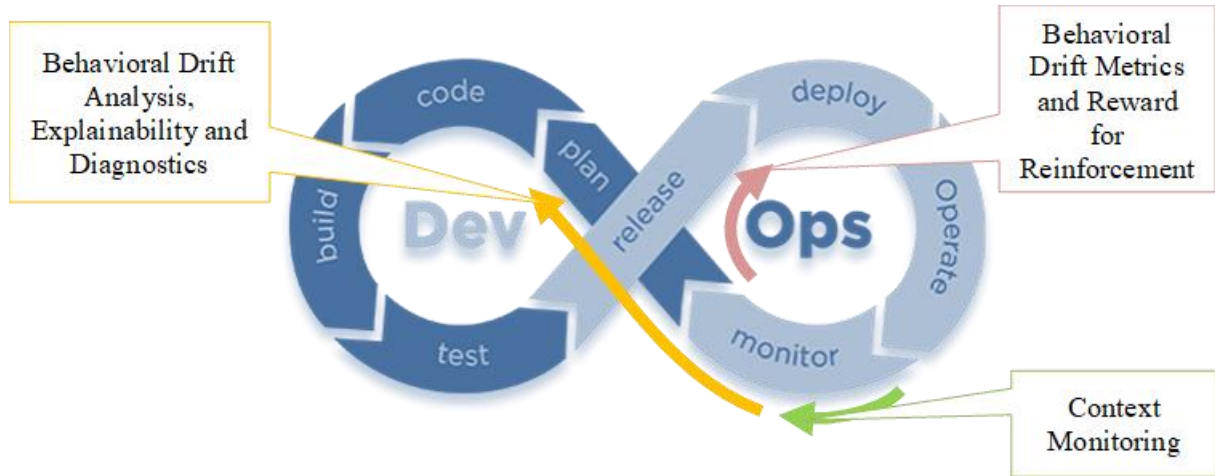 Behavioral Drift
Analysis,
Explainability and
Diagnostics
code
plan
build
Dev
test
release
deploy
Ops
Operate
monitor
Behavioral
Drift Metrics
and Reward
for
Reinforcement
Context
Monitoring